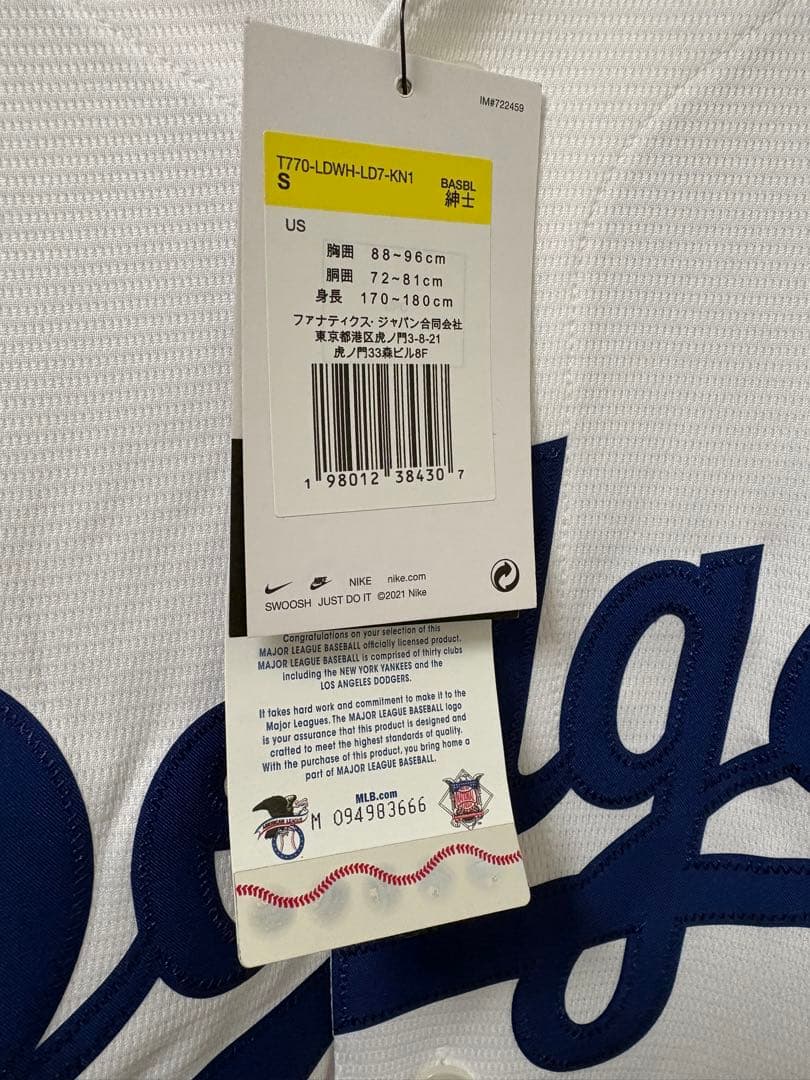 IM#722459
T770-LDWH-LD7-KN1
S
BASBL
紳士
US
胸囲 88~96cm
胴囲 72~81cm
身長 170~180cm
ファナティクス・ジャパン合同会社
東京都港区虎ノ門3-8-21
虎ノ門33森ビル8F
1 98012 38430 7
NIKE nike.com
SWOOSH JUST DO IT ©2021 Nike
Congratulations on your selection of this
MAJOR LEAGUE BASEBALL officially licensed product.
MAJOR LEAGUE BASEBALL is comprised of thirty clubs
including the NEW YORK YANKEES and the
LOS ANGELES DODGERS.
It takes hard work and commitment to make it to the
Major Leagues. The MAJOR LEAGUE BASEBALL logo
is your assurance that this product is designed and
crafted to meet the highest standards of quality.
With the purchase of this product, you bring home a
part of MAJOR LEAGUE BASEBALL.
MLB.com
AMERICAN LEAGUE
M 094983666